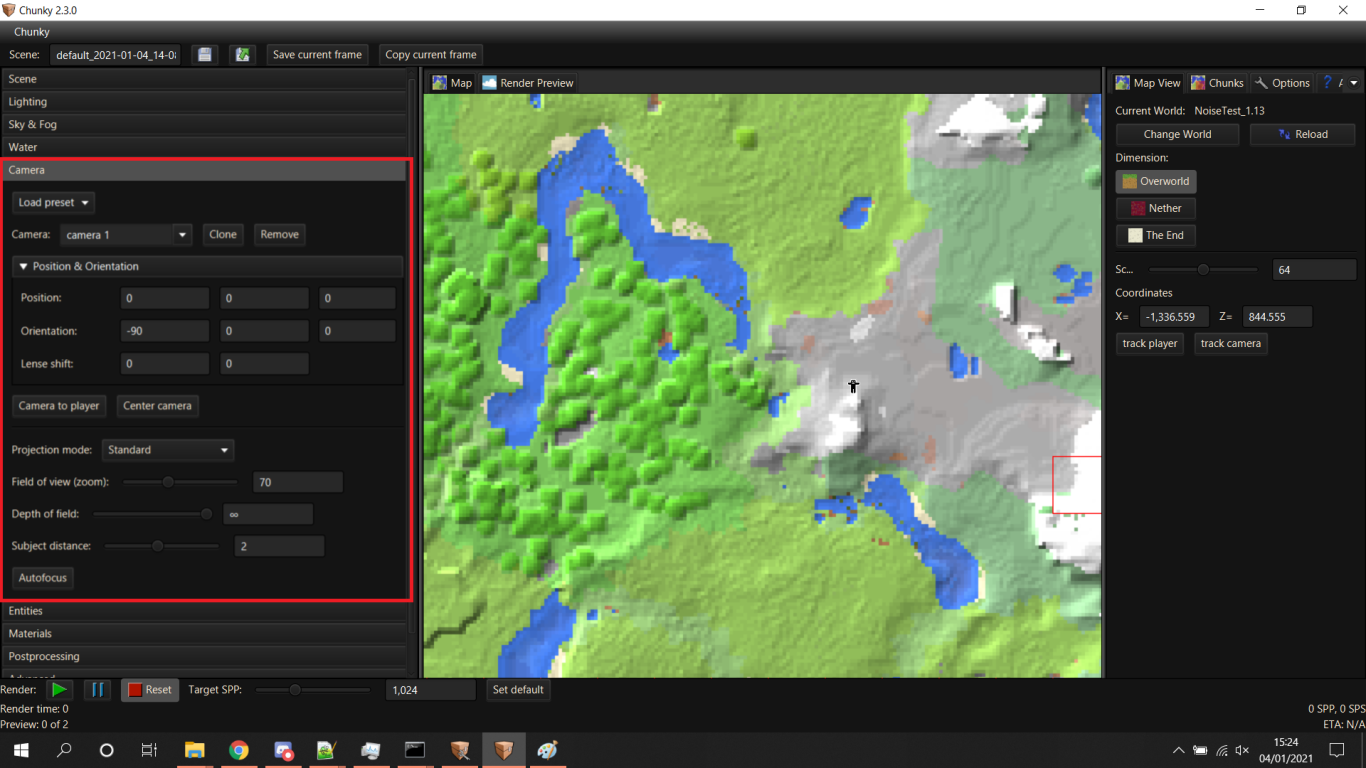 Chunky 2.3.0
Chunky
Scene: default_2021-01-04_14-0 Save current frame Copy current frame
Scene
Lighting
Sky & Fog
Water
Camera
Load preset
Camera: camera 1 Clone Remove
Position & Orientation
Position: 0 0 0
Orientation: -90 0 0
Lense shift: 0 0
Camera to player Center camera
Projection mode: Standard
Field of view (zoom): 70
Depth of field: ∞
Subject distance: 2
Autofocus
Entities
Materials
Postprocessing
Map Render Preview
Map View Chunks Options ? A
Current World: NoiseTest_1.13
Change World Reload
Dimension:
Overworld
Nether
The End
Sc... 64
Coordinates
X= -1,336.559 Z= 844.555
track player track camera
Render: Reset Target SPP: 1,024 Set default
Render time: 0
Preview: 0 of 2
0 SPP, 0 SPS
ETA: N/A
15:24
04/01/2021